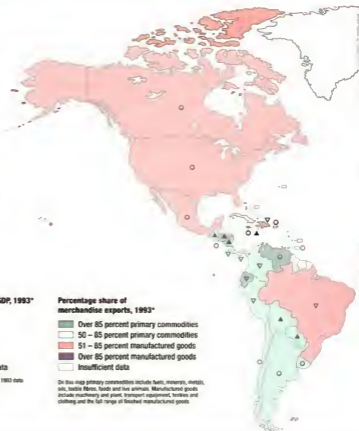 GDP, 1993*
1993 data
Percentage share of
merchandise exports, 1993*
Over 85 percent primary commodities
50 – 85 percent primary commodities
51 – 85 percent manufactured goods
Over 85 percent manufactured goods
Insufficient data
On this map primary commodities include fuels, minerals, metals,
oils, textile fibres, foods and live animals. Manufactured goods
include machinery and plant, transport equipment, textiles and
clothing and the full range of finished manufactured goods